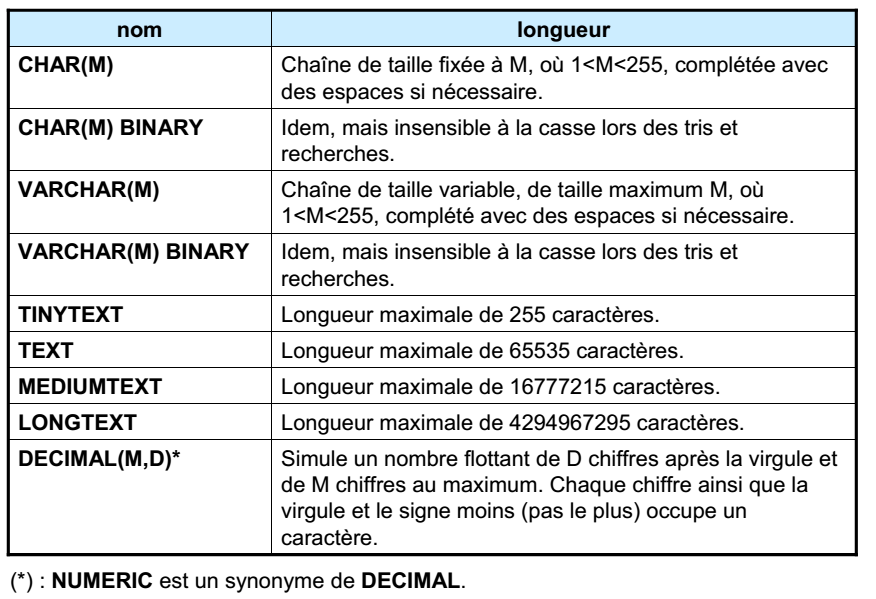 nom longueur
CHAR(M) Chaîne de taille fixée à M, où 1<M<255, complétée avec
des espaces si nécessaire.
CHAR(M) BINARY Idem, mais insensible à la casse lors des tris et
recherches.
VARCHAR(M) Chaîne de taille variable, de taille maximum M, où
1<M<255, complété avec des espaces si nécessaire.
VARCHAR(M) BINARY Idem, mais insensible à la casse lors des tris et
recherches.
TINYTEXT Longueur maximale de 255 caractères.
TEXT Longueur maximale de 65535 caractères.
MEDIUMTEXT Longueur maximale de 16777215 caractères.
LONGTEXT Longueur maximale de 4294967295 caractères.
DECIMAL(M,D)* Simule un nombre flottant de D chiffres après la virgule et
de M chiffres au maximum. Chaque chiffre ainsi que la
virgule et le signe moins (pas le plus) occupe un
caractère.
(*) : NUMERIC est un synonyme de DECIMAL.